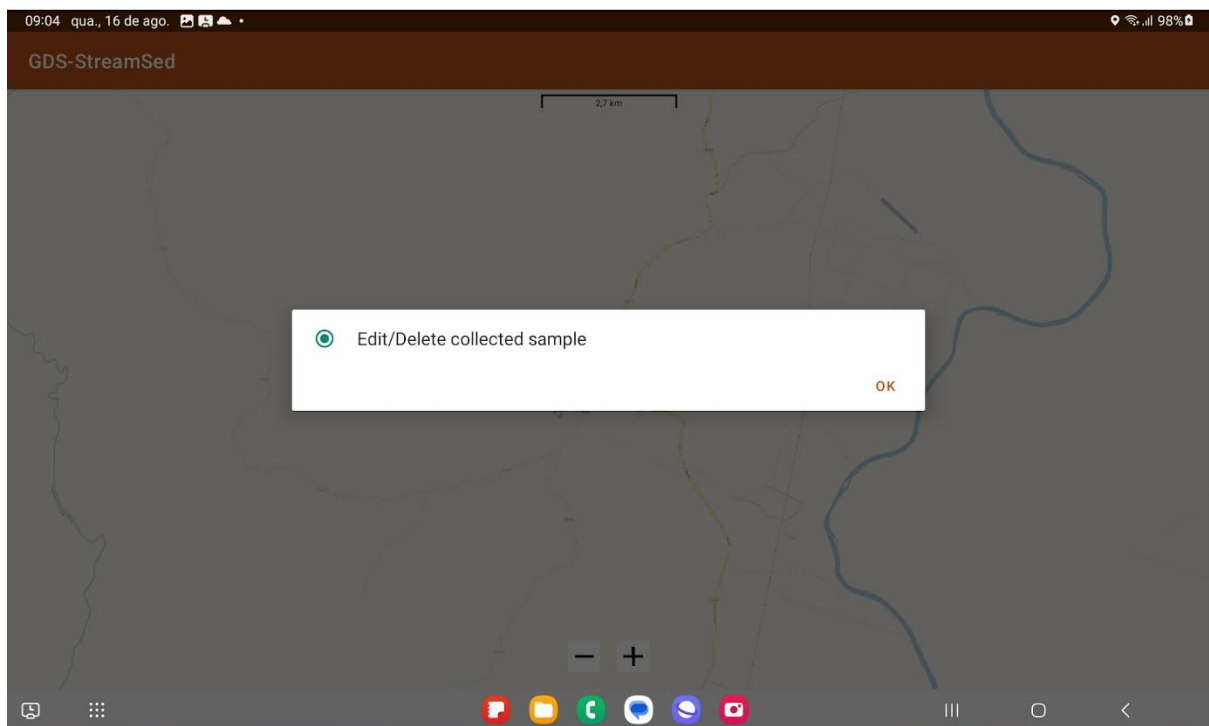 09:04 qua., 16 de ago. 98%
GDS-StreamSed
2,7 km
Edit/Delete collected sample
OK